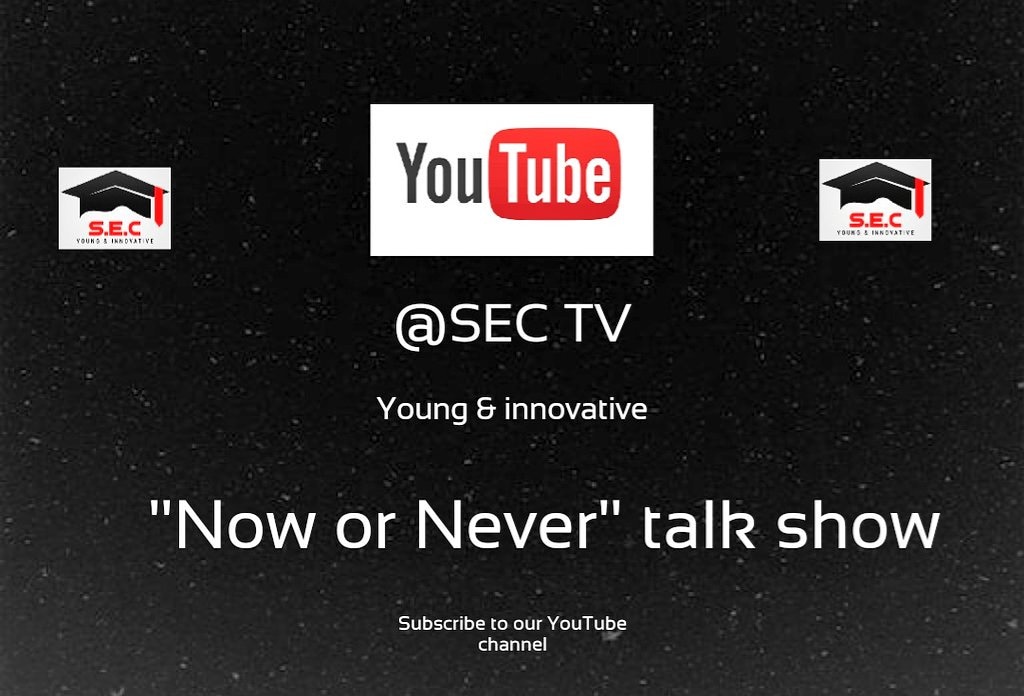 YouTube
S.E.C
YOUNG & INNOVATIVE
S.E.C
YOUNG & INNOVATIVE
@SEC TV
Young & innovative
"Now or Never" talk show
Subscribe to our YouTube
channel